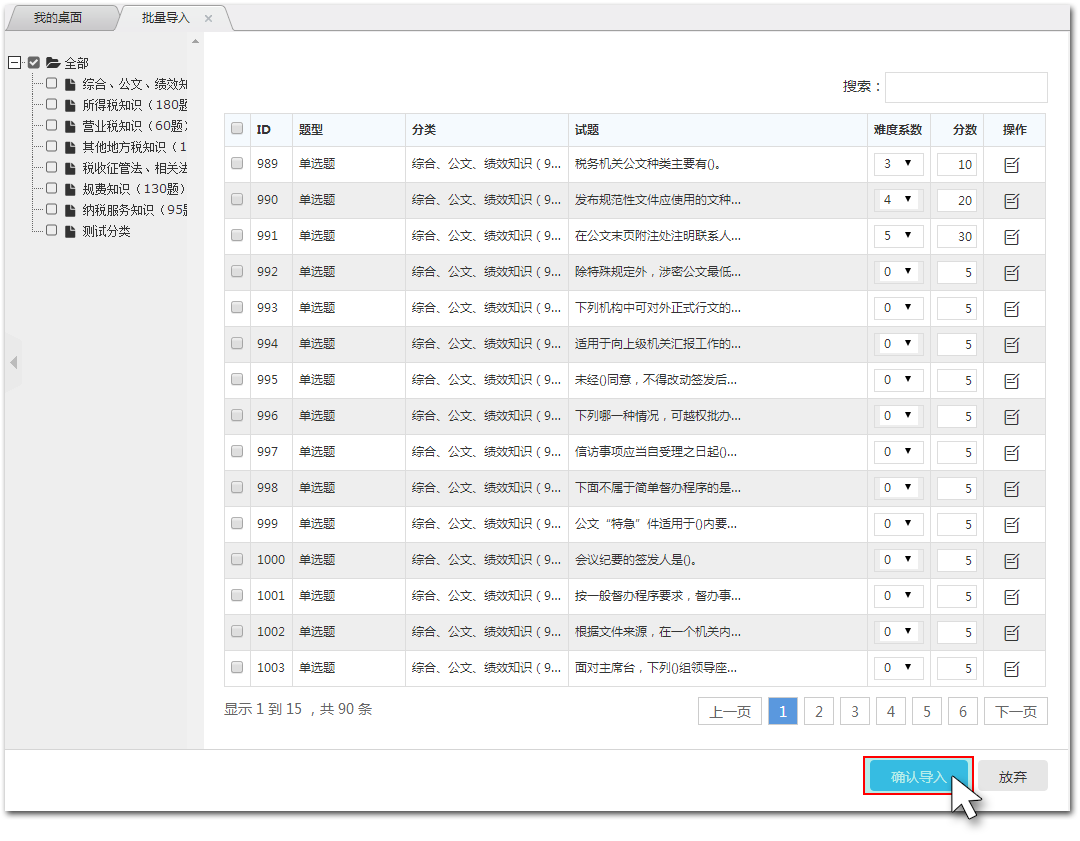 我的桌面 批量导入
全部
综合、公文、绩效知
所得税知识（180题
营业税知识（60题）
其他地方税知识（1
税收征管法、相关法
规费知识（130题）
纳税服务知识（95题
测试分类
搜索：
ID 题型 分类 试题 难度系数 分数 操作
989 单选题 综合、公文、绩效知识（9... 税务机关公文种类主要有()。 3 10
990 单选题 综合、公文、绩效知识（9... 发布规范性文件应使用的文种... 4 20
991 单选题 综合、公文、绩效知识（9... 在公文末页附注处注明联系人... 5 30
992 单选题 综合、公文、绩效知识（9... 除特殊规定外，涉密公文最低... 0 5
993 单选题 综合、公文、绩效知识（9... 下列机构中可对外正式行文的... 0 5
994 单选题 综合、公文、绩效知识（9... 适用于向上级机关汇报工作的... 0 5
995 单选题 综合、公文、绩效知识（9... 未经()同意，不得改动签发后... 0 5
996 单选题 综合、公文、绩效知识（9... 下列哪一种情况，可越权批办... 0 5
997 单选题 综合、公文、绩效知识（9... 信访事项应当自受理之日起()... 0 5
998 单选题 综合、公文、绩效知识（9... 下面不属于简单督办程序的是... 0 5
999 单选题 综合、公文、绩效知识（9... 公文“特急”件适用于()内要... 0 5
1000 单选题 综合、公文、绩效知识（9... 会议纪要的签发人是()。 0 5
1001 单选题 综合、公文、绩效知识（9... 按一般督办程序要求，督办事... 0 5
1002 单选题 综合、公文、绩效知识（9... 根据文件来源，在一个机关内... 0 5
1003 单选题 综合、公文、绩效知识（9... 面对主席台，下列()组领导座... 0 5
显示 1 到 15 ，共 90 条 上一页 1 2 3 4 5 6 下一页
确认导入 放弃